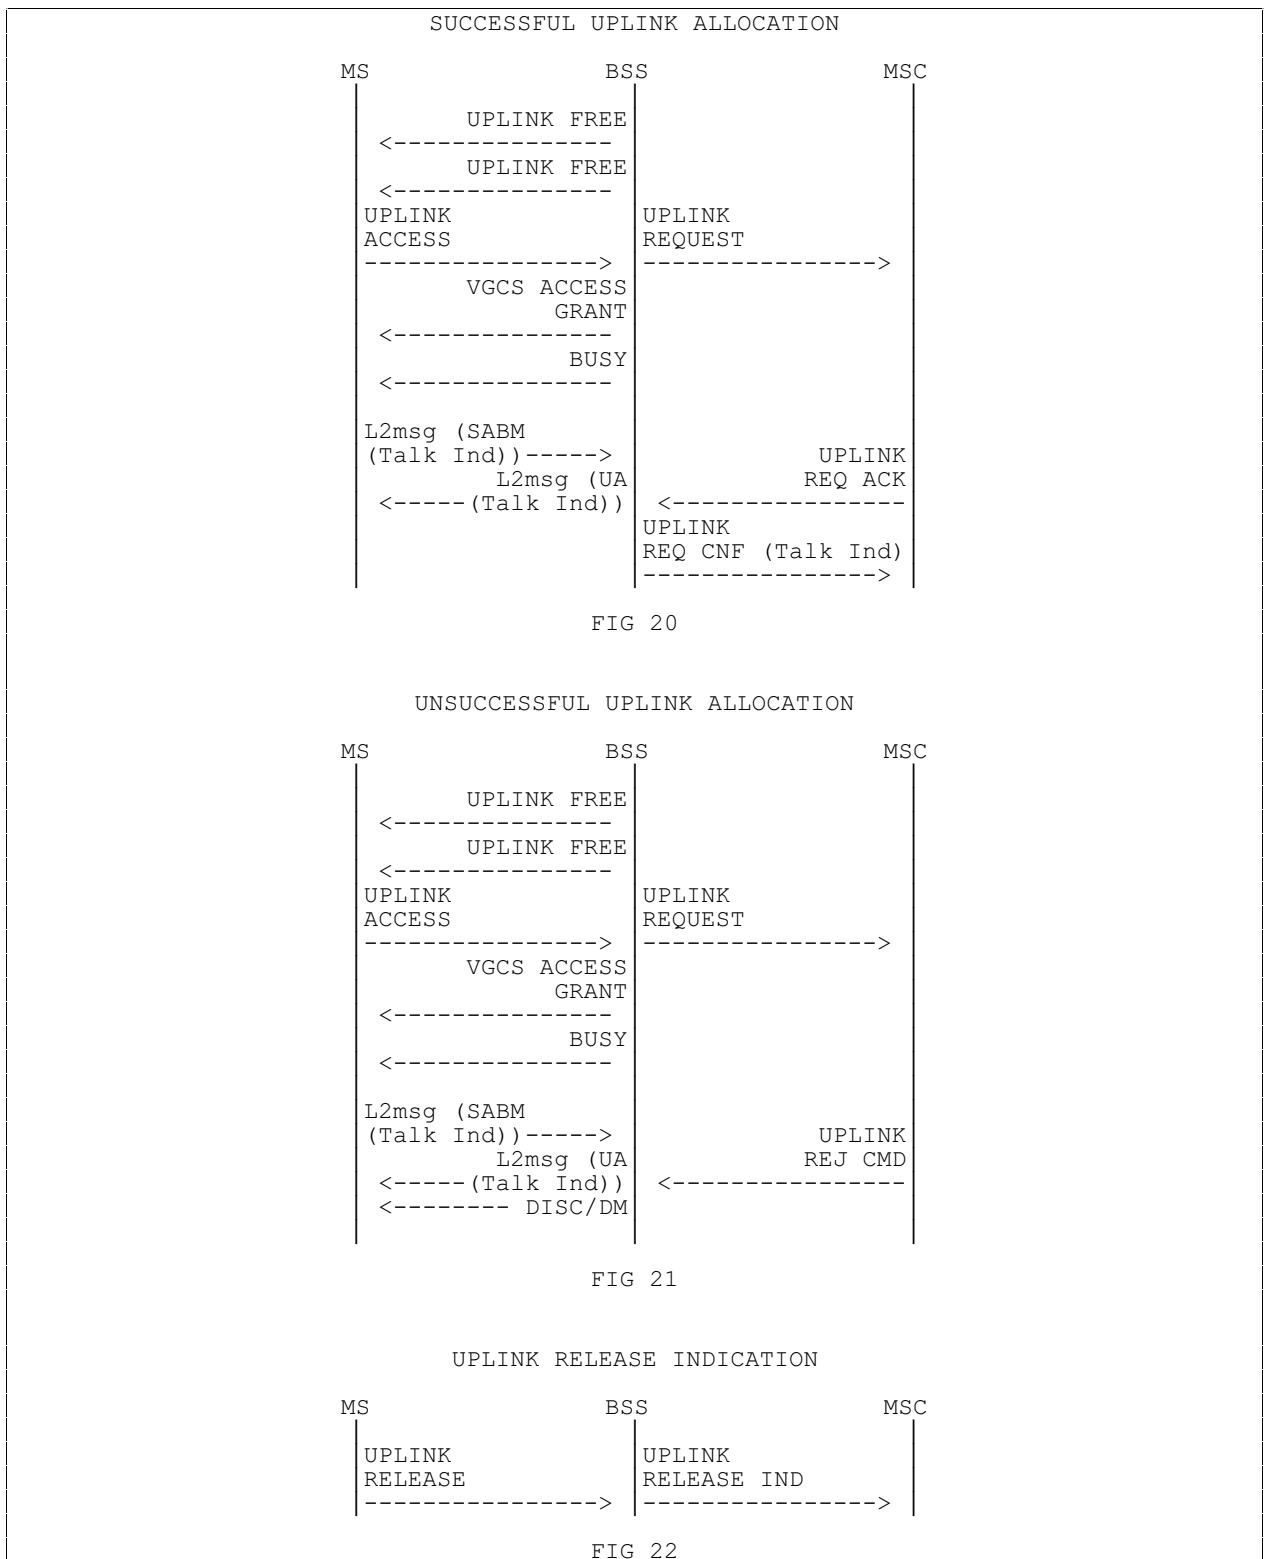 SUCCESSFUL UPLINK ALLOCATION
MS BSS MSC
UPLINK FREE
<---------------
UPLINK FREE
<---------------
UPLINK UPLINK
ACCESS REQUEST
----------------> ---------------->
VGCS ACCESS
GRANT
<---------------
BUSY
<---------------
L2msg (SABM
(Talk Ind))-----> UPLINK
L2msg (UA REQ ACK
<-----(Talk Ind)) <----------------
UPLINK
REQ CNF (Talk Ind)
---------------->
FIG 20
UNSUCCESSFUL UPLINK ALLOCATION
MS BSS MSC
UPLINK FREE
<---------------
UPLINK FREE
<---------------
UPLINK UPLINK
ACCESS REQUEST
----------------> ---------------->
VGCS ACCESS
GRANT
<---------------
BUSY
<---------------
L2msg (SABM
(Talk Ind))-----> UPLINK
L2msg (UA REJ CMD
<-----(Talk Ind)) <----------------
<-------- DISC/DM
FIG 21
UPLINK RELEASE INDICATION
MS BSS MSC
UPLINK UPLINK
RELEASE RELEASE IND
----------------> ---------------->
FIG 22